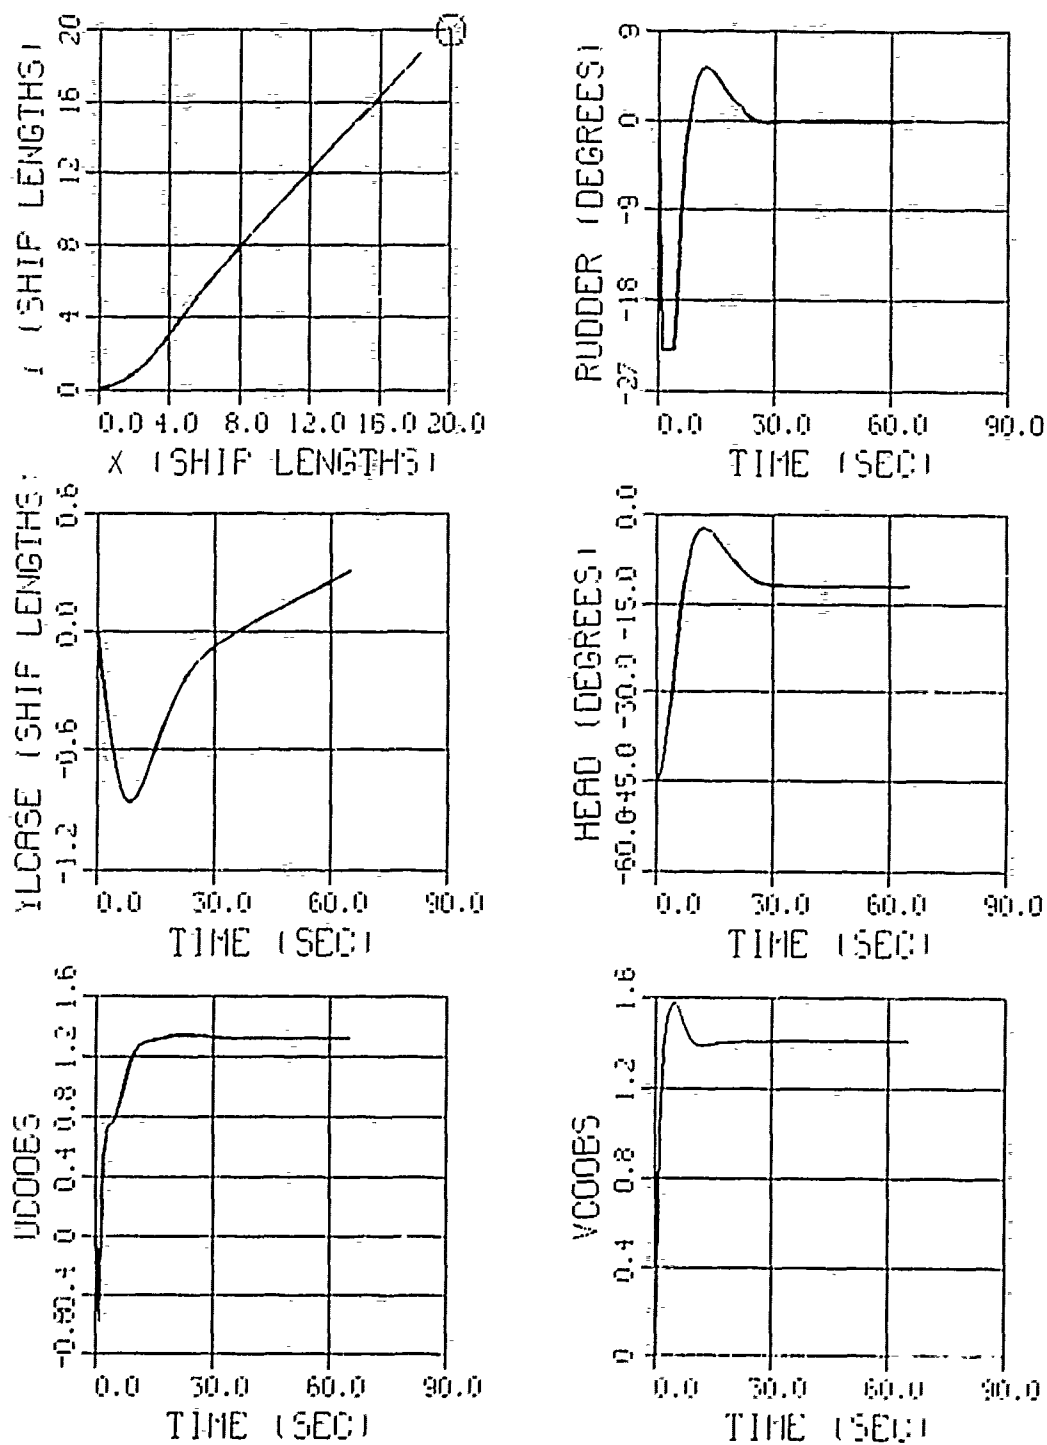 20
16
12
8
4
0
Y (SHIP LENGTHS)
0.0 4.0 8.0 12.0 16.0 20.0
X (SHIP LENGTHS)
9
0
-9
-18
-27
RUDDER (DEGREES)
0.0 30.0 60.0 90.0
TIME (SEC)
0.6
0.0
-0.6
-1.2
YLCASE (SHIP LENGTHS)
0.0 30.0 60.0 90.0
TIME (SEC)
0.0
-15.0
-30.0
-45.0
-60.0
HEAD (DEGREES)
0.0 30.0 60.0 90.0
TIME (SEC)
1.6
1.2
0.8
0.4
0
-0.4
-0.8
UCOOBS
0.0 30.0 60.0 90.0
TIME (SEC)
1.6
1.2
0.8
0.4
0
VCOOBS
0.0 30.0 60.0 90.0
TIME (SEC)